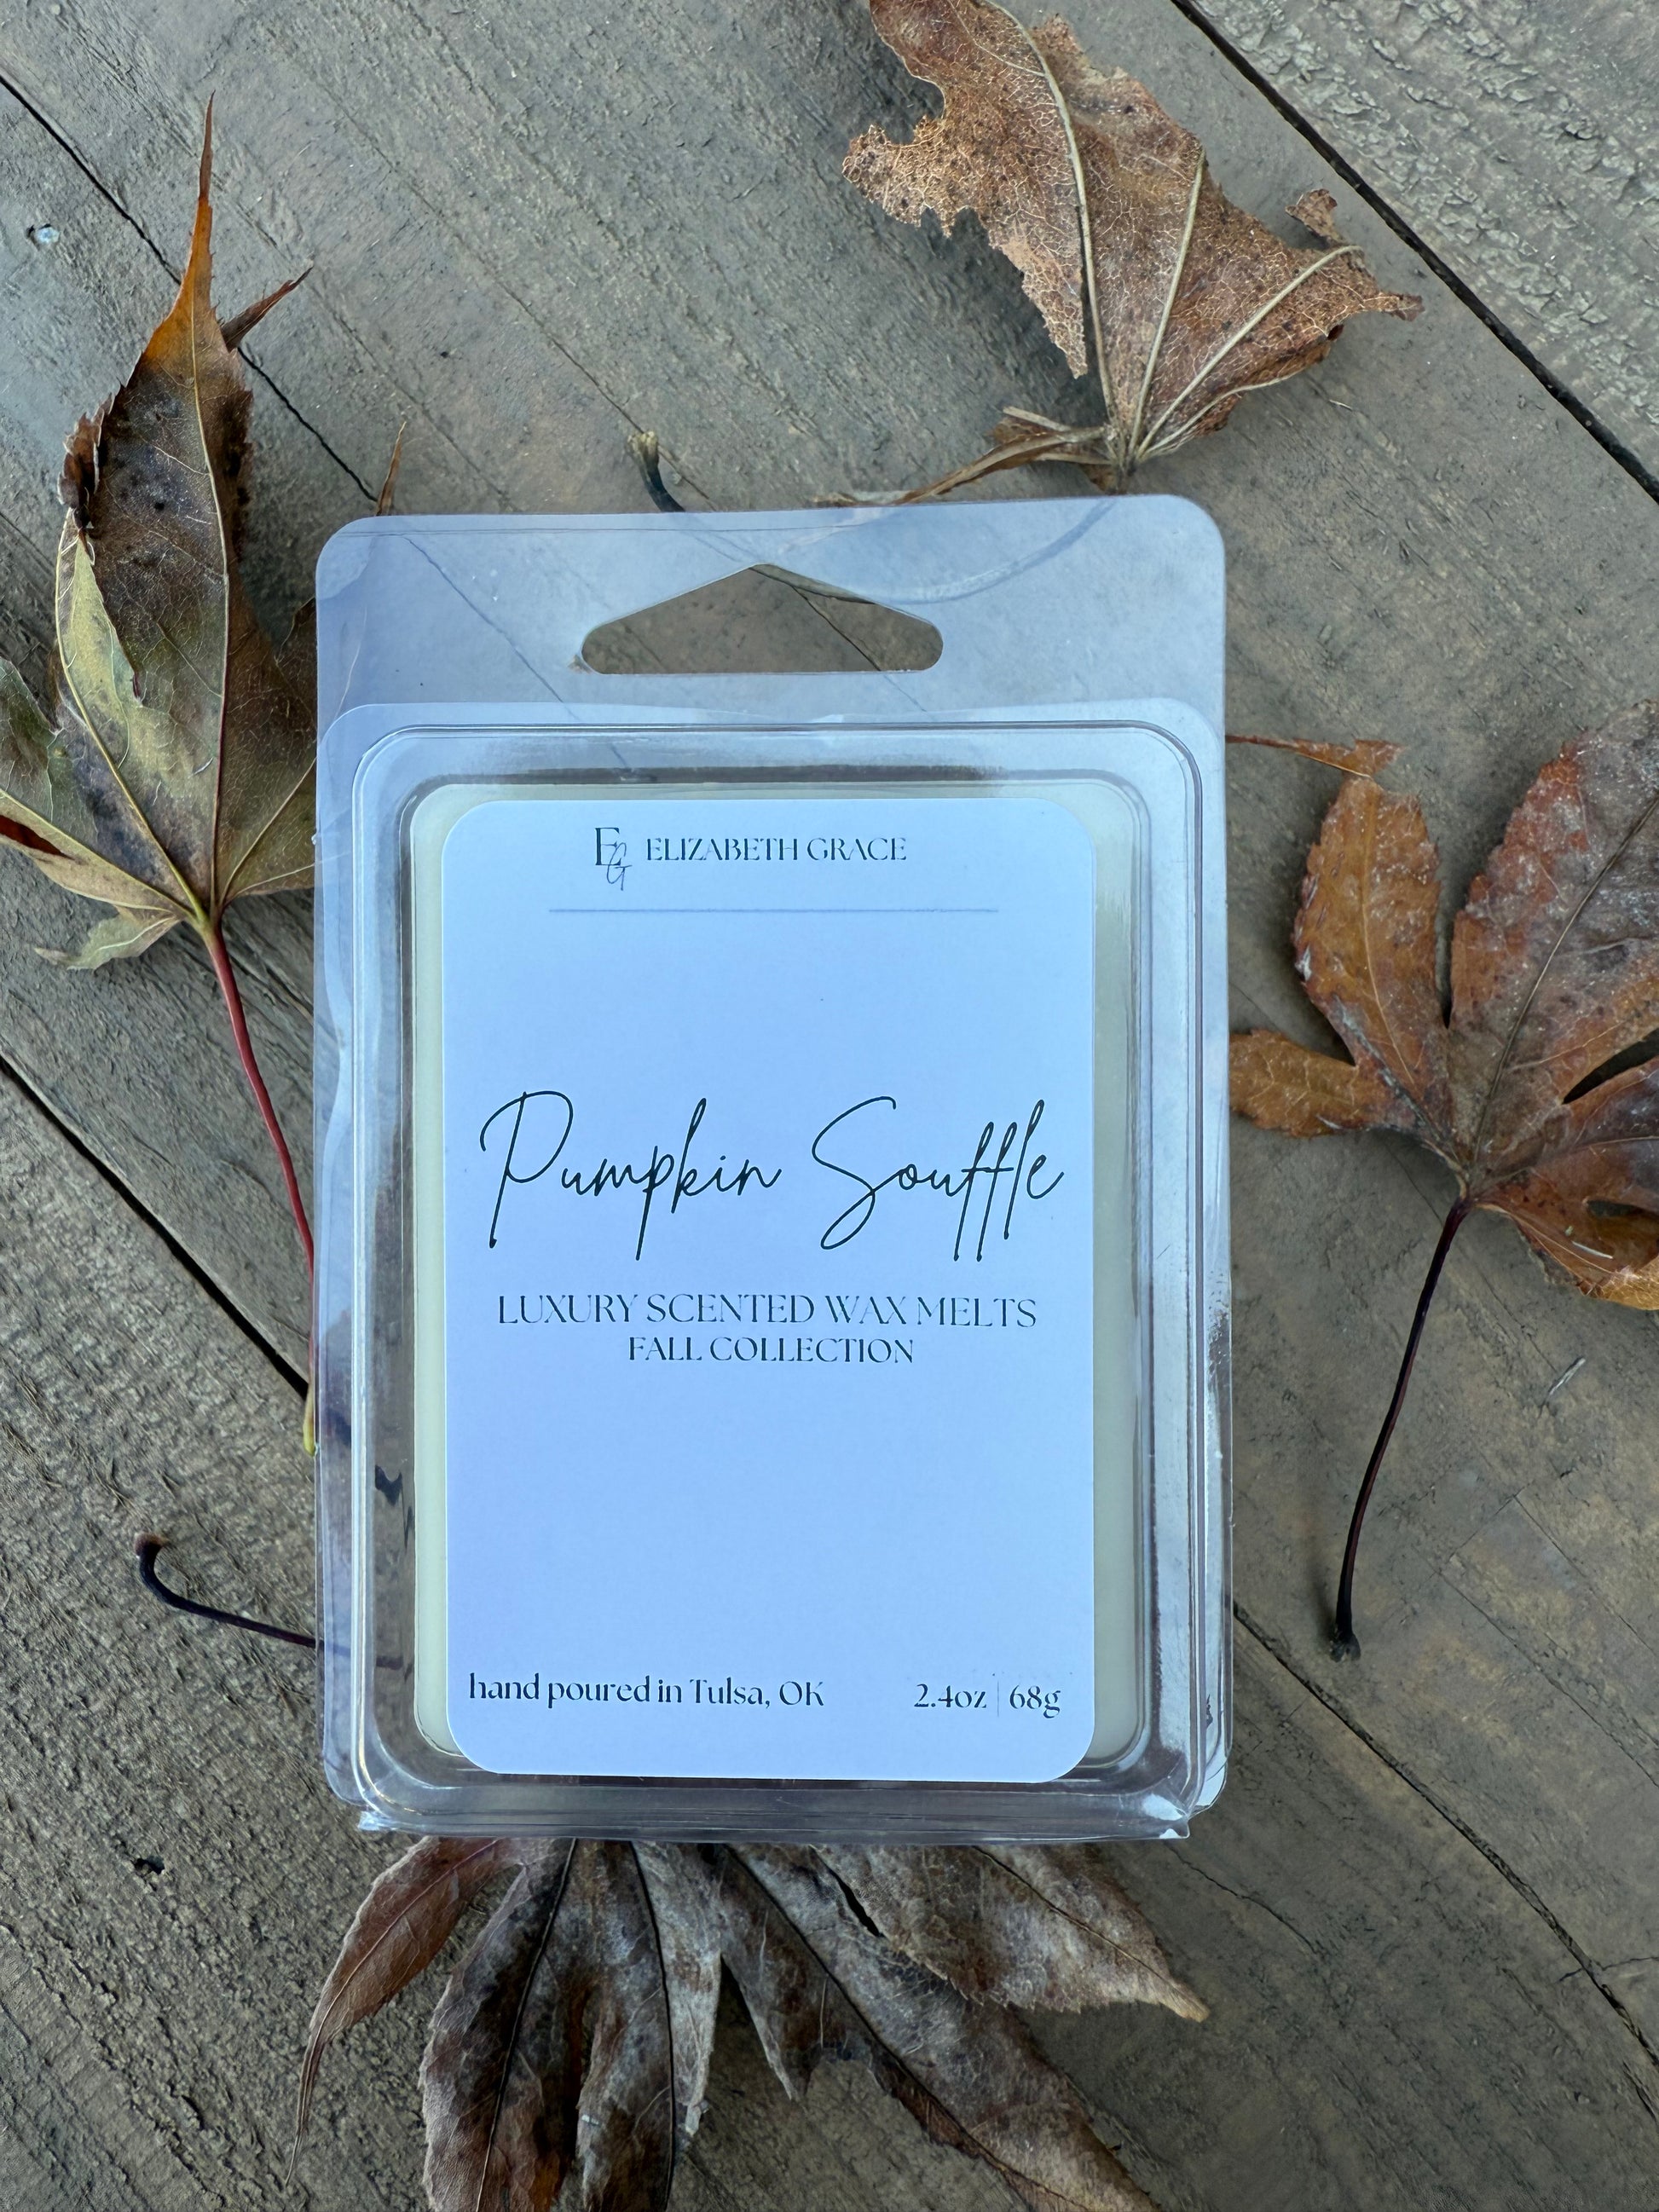 EG ELIZABETH GRACE
Pumpkin Souffle
LUXURY SCENTED WAX MELTS
FALL COLLECTION
hand poured in Tulsa, OK 2.4oz | 68g